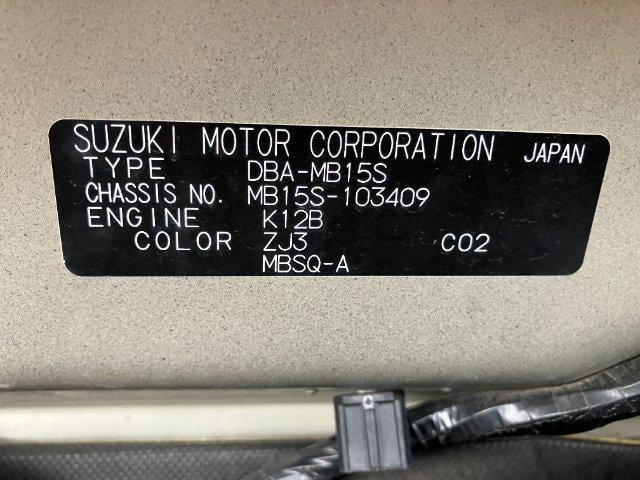 SUZUKI MOTOR CORPORATION JAPAN
TYPE DBA-MB15S
CHASSIS NO. MB15S-103409
ENGINE K12B
COLOR ZJ3 C02
MBSQ-A